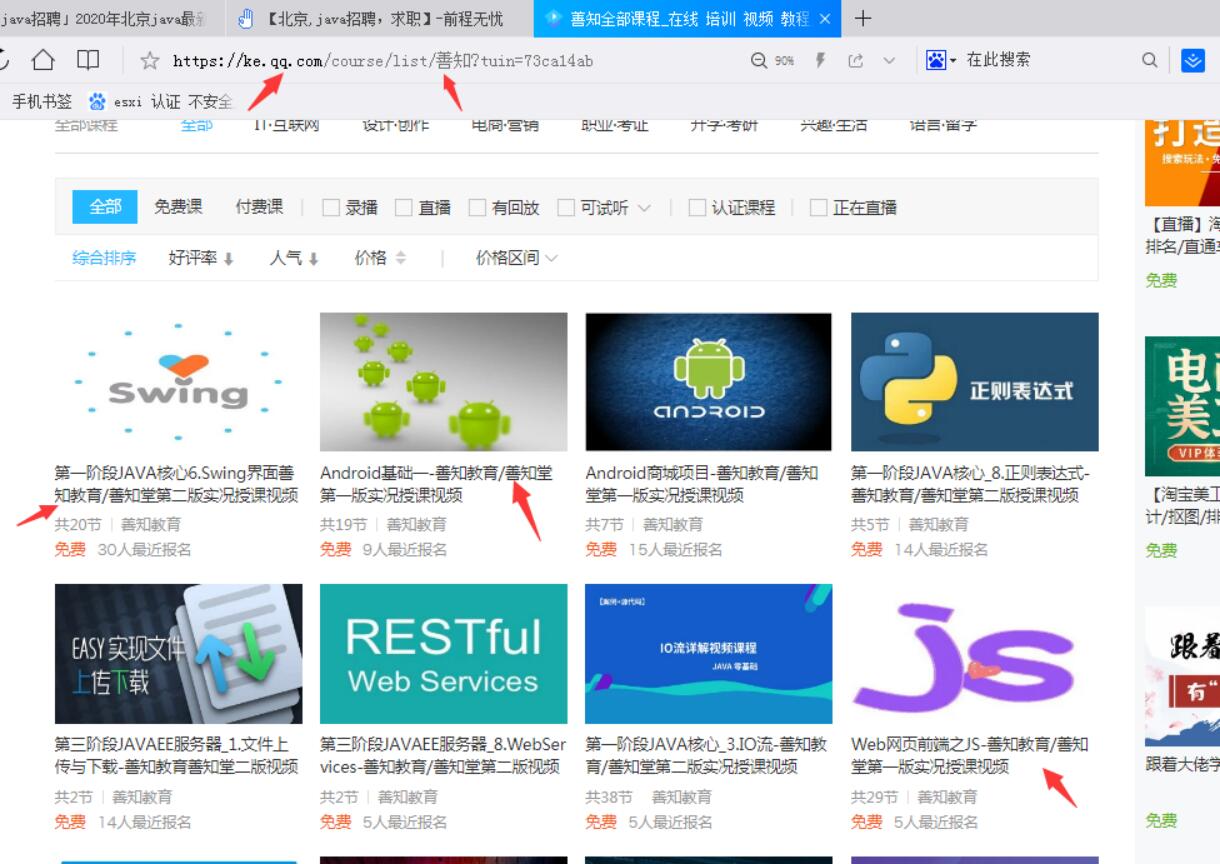 java招聘」2020年北京java最新
【北京,java招聘，求职】-前程无忧
善知全部课程_在线 培训 视频 教程
https://ke.qq.com/course/list/善知?tuin=73ca14ab
90%
在此搜索
手机书签
esxi 认证 不安全
全部课程 全部 IT·互联网 设计·创作 电商·营销 职业·考证 升学·考研 兴趣·生活 语言·留学
全部 免费课 付费课 录播 直播 有回放 可试听 认证课程 正在直播
综合排序 好评率 人气 价格 价格区间
Swing
第一阶段JAVA核心6.Swing界面善
知教育/善知堂第二版实况授课视频
共20节 善知教育
免费 30人最近报名
Android基础一-善知教育/善知堂
第一版实况授课视频
共19节 善知教育
免费 9人最近报名
ANDROID
Android商城项目-善知教育/善知
堂第一版实况授课视频
共7节 善知教育
免费 15人最近报名
正则表达式
第一阶段JAVA核心_8.正则表达式-
善知教育/善知堂第二版实况授课视频
共5节 善知教育
免费 14人最近报名
EASY 实现文件
上传下载
第三阶段JAVAEE服务器_1.文件上
传与下载-善知教育善知堂二版视频
共2节 善知教育
免费 14人最近报名
RESTful
Web Services
第三阶段JAVAEE服务器_8.WebSer
vices-善知教育/善知堂第二版视频
共2节 善知教育
免费 5人最近报名
【案例+源代码】
IO流详解视频课程
JAVA 零基础
第一阶段JAVA核心_3.IO流-善知教
育/善知堂第二版实况授课视频
共38节 善知教育
免费 5人最近报名
js
Web网页前端之JS-善知教育/善知
堂第一版实况授课视频
共29节 善知教育
免费 5人最近报名
打造
搜索玩法·免
【直播】淘
排名/直通车
免费
电商
美工
VIP体
【淘宝美工
计/抠图/排
免费
跟着
有“
跟着大佬学
免费